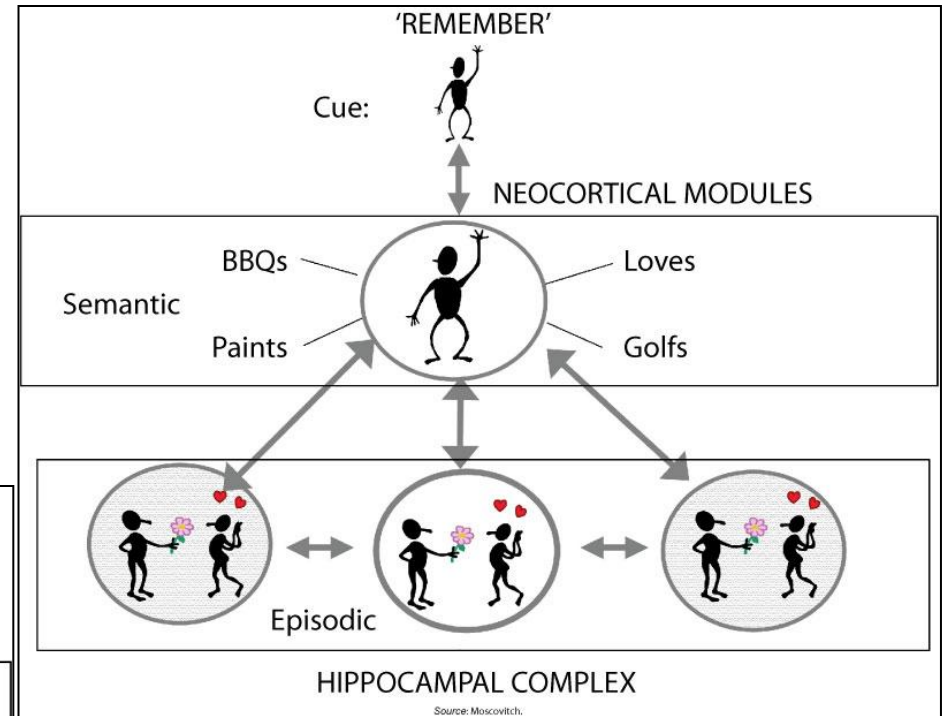 'REMEMBER'
Cue:
NEOCORTICAL MODULES
BBQs
Loves
Semantic
Paints
Golfs
Episodic
HIPPOCAMPAL COMPLEX
Source: Moscovitch.